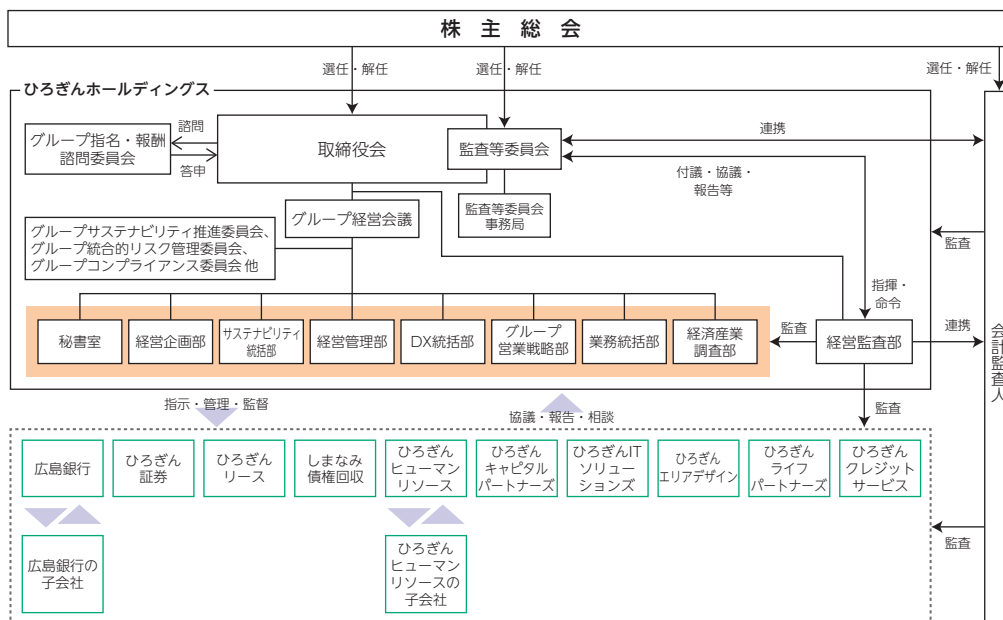 株主総会
選任・解任
選任・解任
選任・解任
ひろぎんホールディングス
グループ指名・報酬
諮問委員会
諮問
答申
取締役会
監査等委員会
連携
付議・協議・
報告等
グループ経営会議
監査等委員会
事務局
グループサステナビリティ推進委員会、
グループ統合的リスク管理委員会、
グループコンプライアンス委員会 他
監査
指揮・
命令
秘書室
経営企画部
サステナビリティ
統括部
経営管理部
DX統括部
グループ
営業戦略部
業務統括部
経済産業
調査部
監査
経営監査部
連携
会計監査人
指示・管理・監督
協議・報告・相談
監査
広島銀行
ひろぎん
証券
ひろぎん
リース
しまなみ
債権回収
ひろぎん
ヒューマン
リソース
ひろぎん
キャピタル
パートナーズ
ひろぎんIT
ソリュー
ションズ
ひろぎん
エリアデザイン
ひろぎん
ライフ
パートナーズ
ひろぎん
クレジット
サービス
監査
広島銀行の
子会社
ひろぎん
ヒューマン
リソースの
子会社